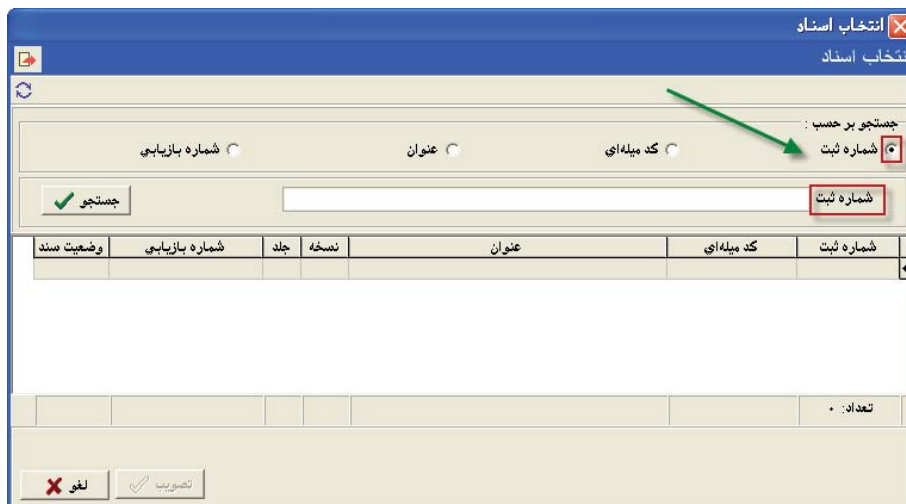 انتخاب اسناد
انتخاب اسناد
جستجو بر حسب :
شماره ثبت کد میله‌ای عنوان شماره بازیابی
شماره ثبت جستجو
شماره ثبت کد میله‌ای عنوان نسخه جلد شماره بازیابی وضعیت سند
تعداد: ۰
تصویب لغو